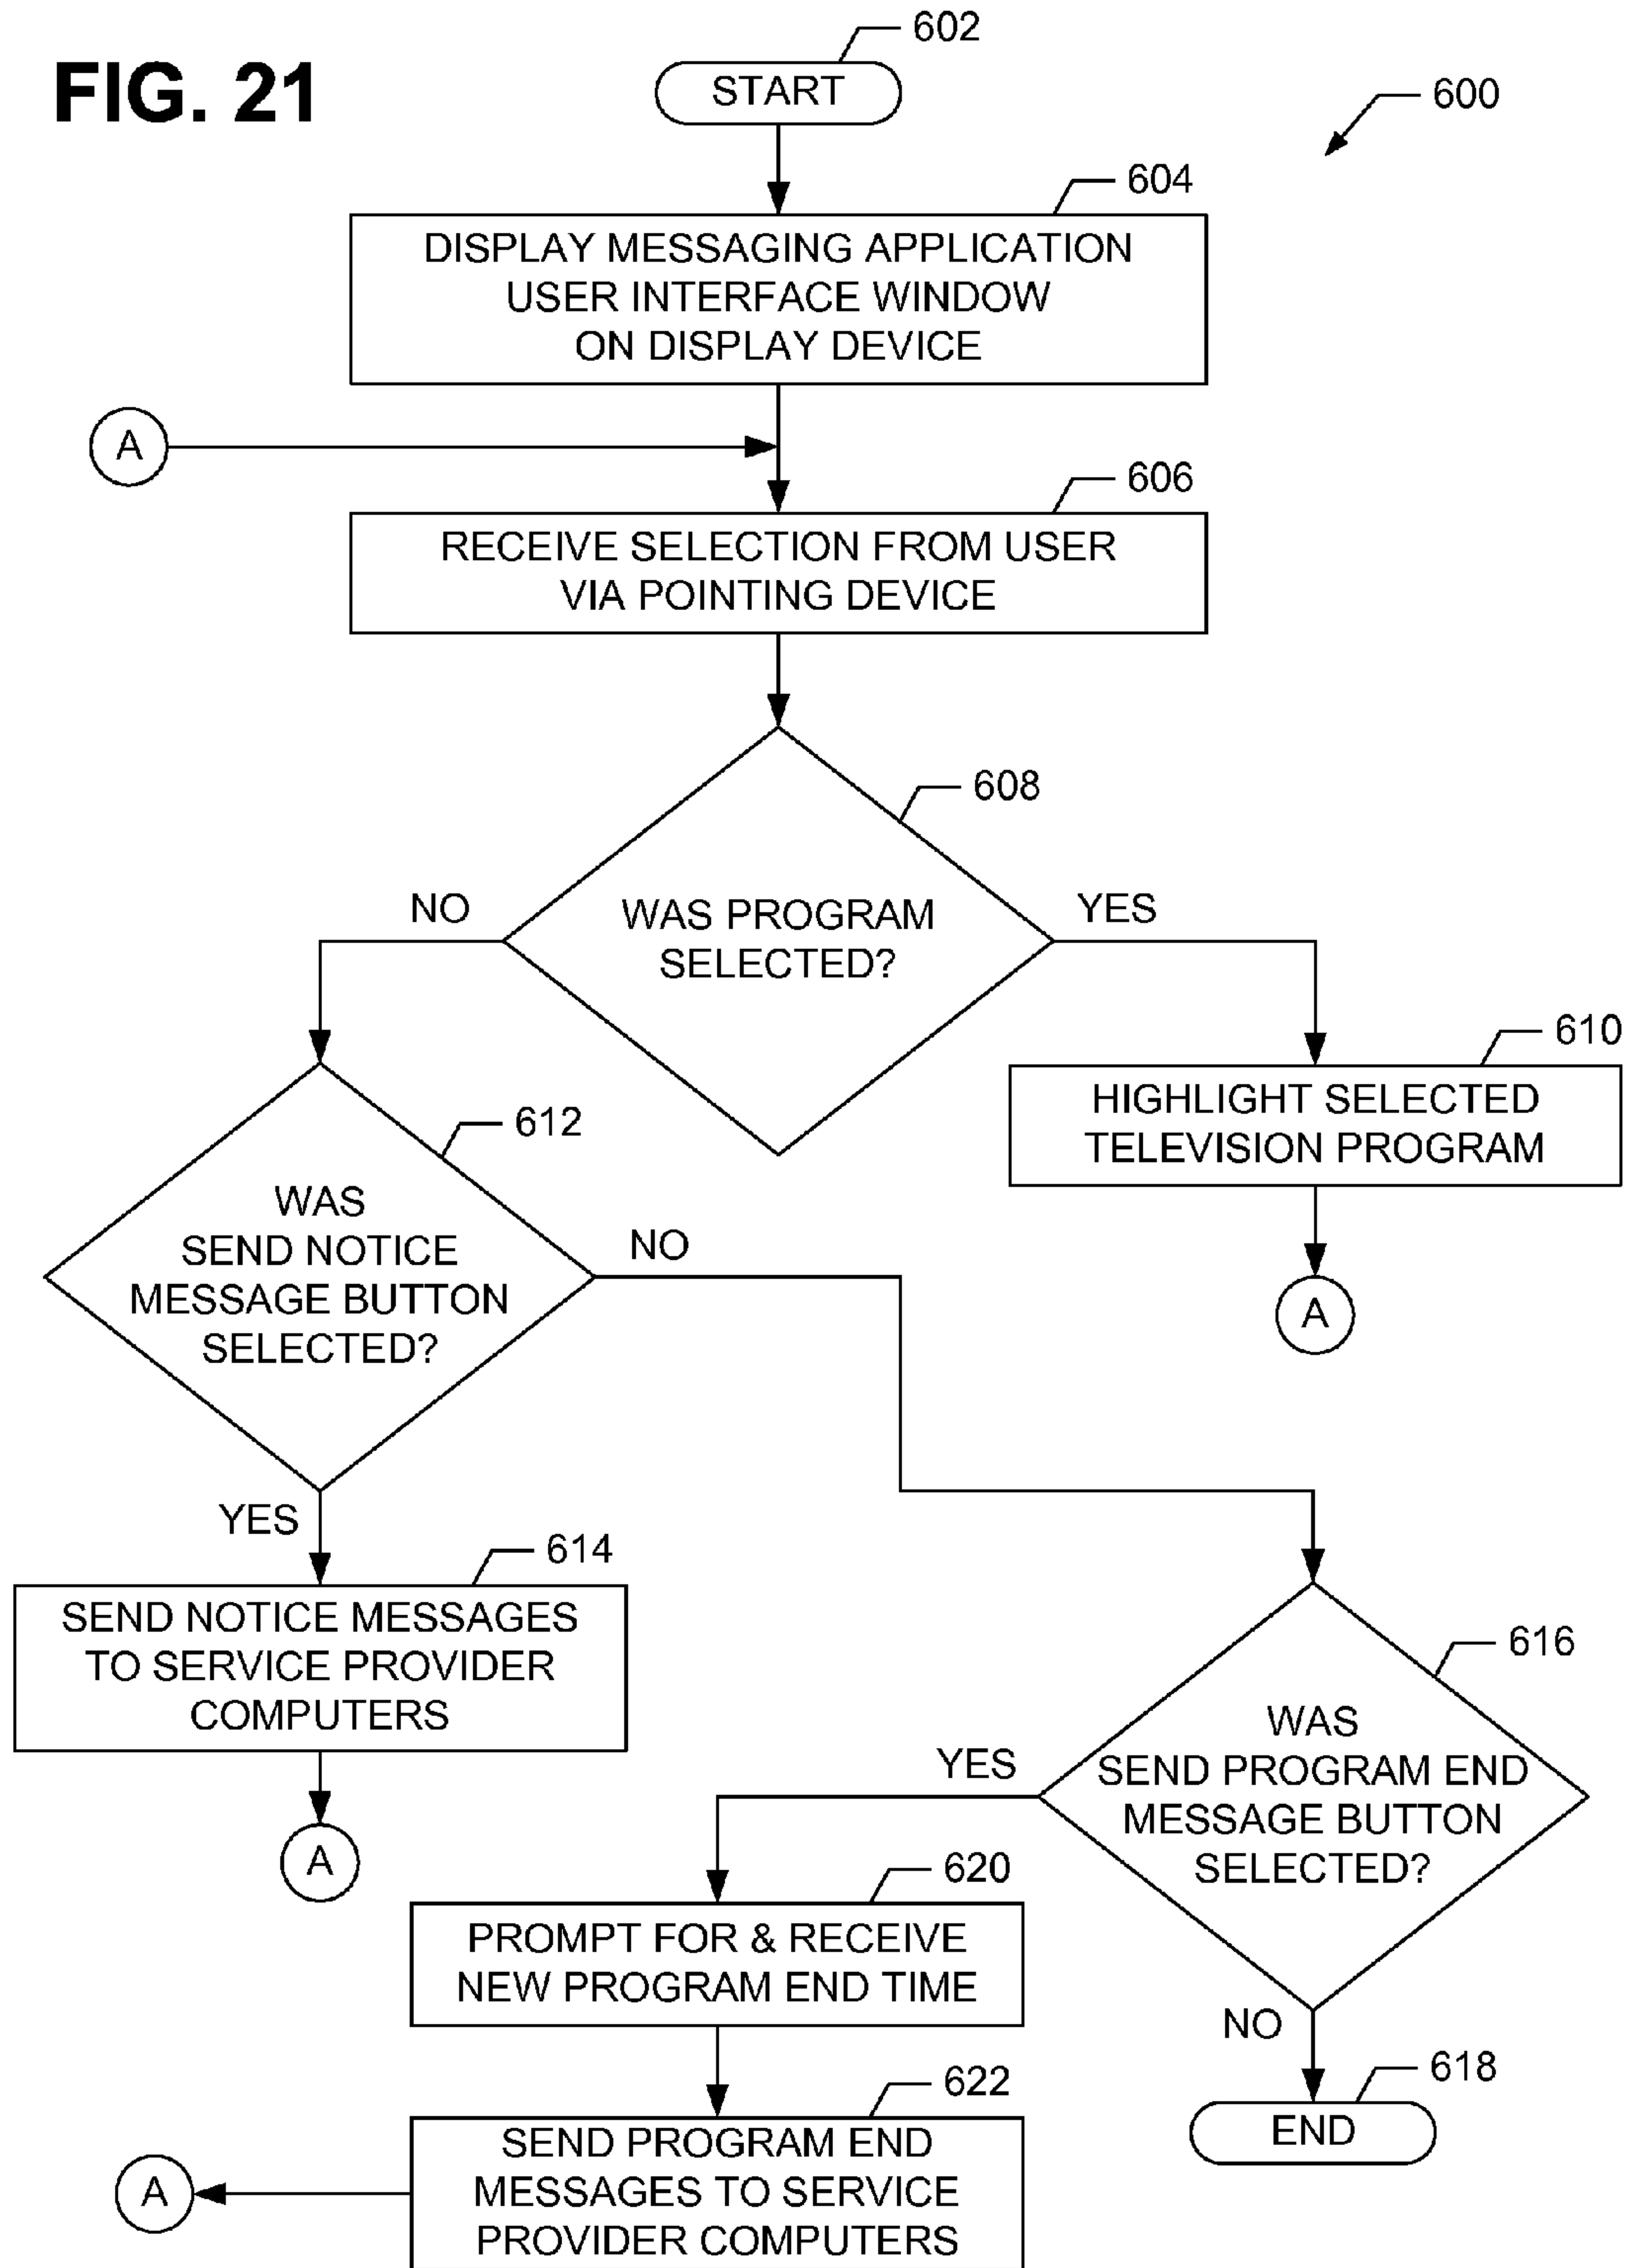 FIG. 21
602
START
600
604
DISPLAY MESSAGING APPLICATION
USER INTERFACE WINDOW
ON DISPLAY DEVICE
A
606
RECEIVE SELECTION FROM USER
VIA POINTING DEVICE
608
WAS PROGRAM
SELECTED?
NO
YES
610
HIGHLIGHT SELECTED
TELEVISION PROGRAM
A
612
WAS
SEND NOTICE
MESSAGE BUTTON
SELECTED?
NO
YES
614
SEND NOTICE MESSAGES
TO SERVICE PROVIDER
COMPUTERS
A
616
WAS
SEND PROGRAM END
MESSAGE BUTTON
SELECTED?
YES
NO
618
END
620
PROMPT FOR & RECEIVE
NEW PROGRAM END TIME
622
SEND PROGRAM END
MESSAGES TO SERVICE
PROVIDER COMPUTERS
A